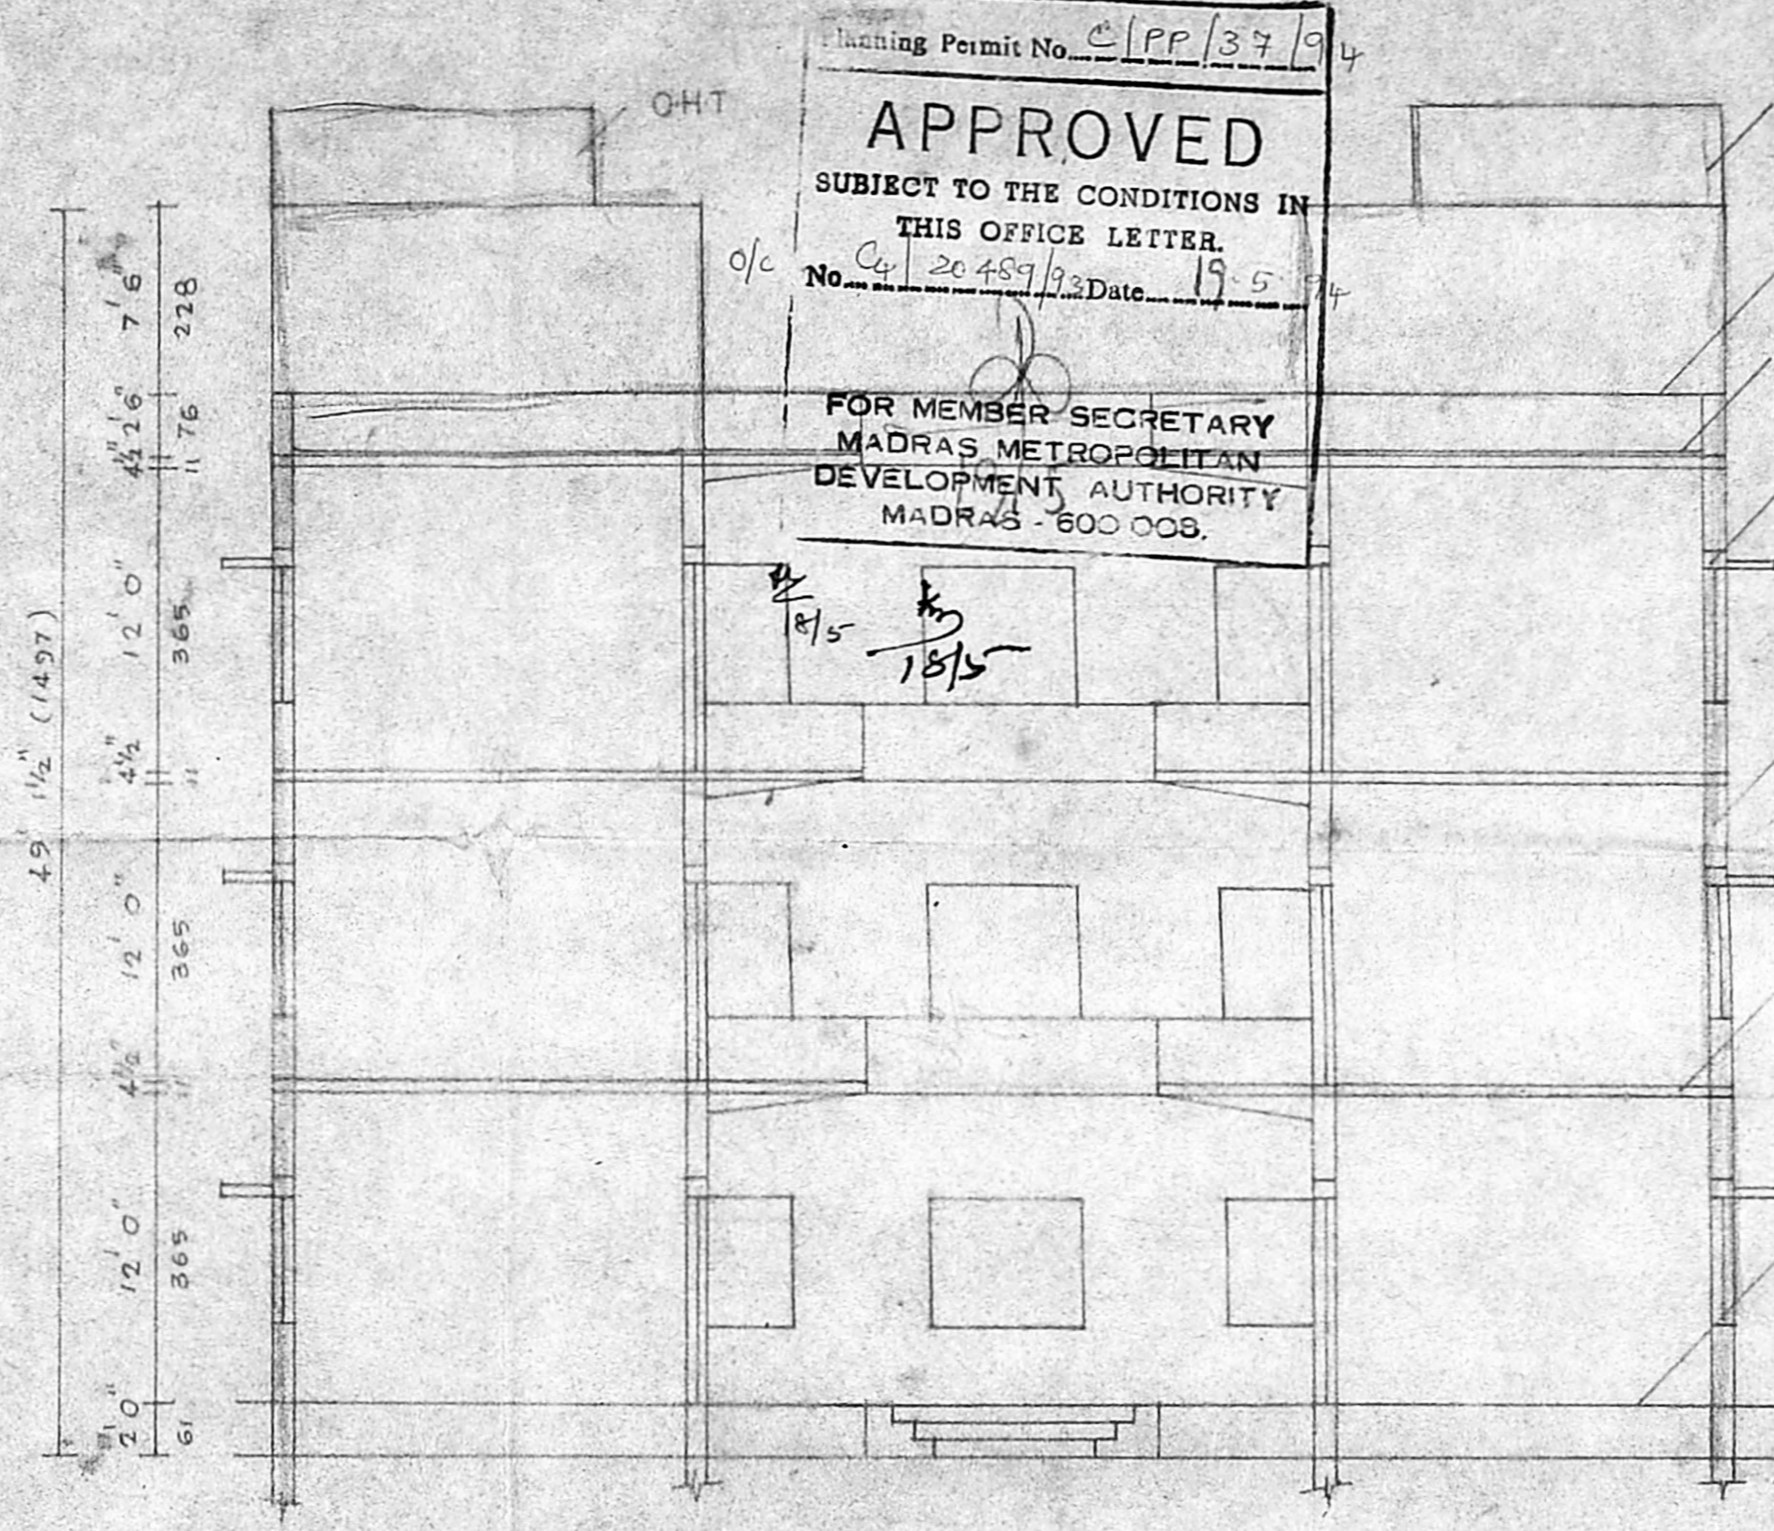 Planning Permit No. C/PP/37/94
APPROVED
SUBJECT TO THE CONDITIONS IN
THIS OFFICE LETTER.
O/C No. C4/20489/93 Date 19.5.94
FOR MEMBER SECRETARY
MADRAS METROPOLITAN
DEVELOPMENT AUTHORITY
MADRAS - 600 008.
18/5
18/5
O.H.T
49' 1½" (1497)
7' 6"
228
2' 6"
76
4½"
11
12' 0"
365
4½"
11
12' 0"
365
4½"
11
12' 0"
365
2' 0"
61